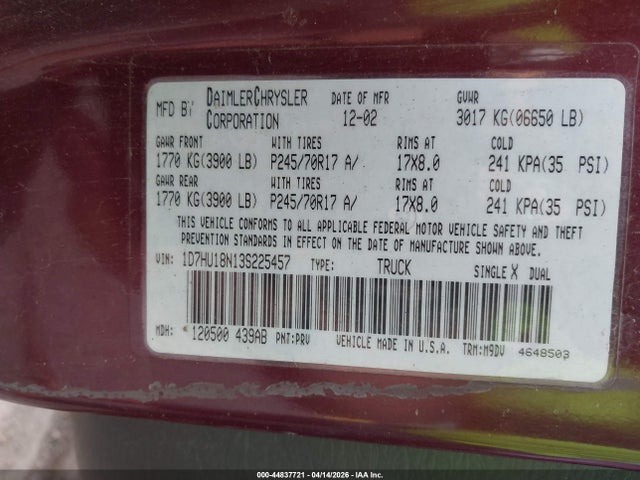 MFD BY DAIMLERCHRYSLER CORPORATION DATE OF MFR 12-02 GVWR 3017 KG(06650 LB)
GAWR FRONT WITH TIRES RIMS AT COLD
1770 KG(3900 LB) P245/70R17 A/ 17X8.0 241 KPA(35 PSI)
GAWR REAR WITH TIRES RIMS AT COLD
1770 KG(3900 LB) P245/70R17 A/ 17X8.0 241 KPA(35 PSI)
THIS VEHICLE CONFORMS TO ALL APPLICABLE FEDERAL MOTOR VEHICLE SAFETY AND THEFT
PREVENTION STANDARDS IN EFFECT ON THE DATE OF MANUFACTURE SHOWN ABOVE.
VIN: 1D7HU18N13S225457 TYPE: TRUCK SINGLE X DUAL
MDH: 120500 439AB PNT:PRV VEHICLE MADE IN U.S.A. TRM:M9DV 4648503
000-44837721 - 04/14/2026 - IAA Inc.